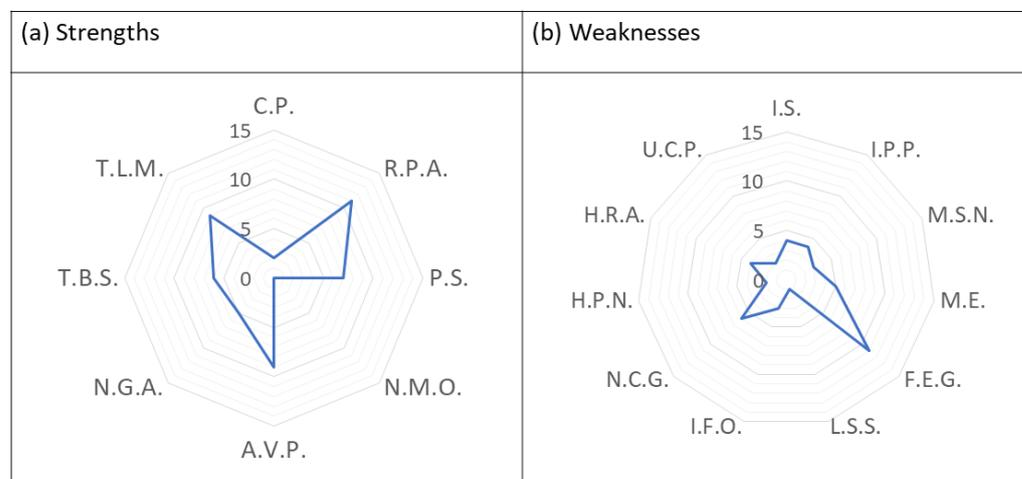 (a) Strengths
(b) Weaknesses
C.P.
15
T.L.M.
R.P.A.
10
5
T.B.S.
0
P.S.
N.G.A.
N.M.O.
A.V.P.
I.S.
15
U.C.P.
I.P.P.
10
H.R.A.
M.S.N.
5
0
H.P.N.
M.E.
N.C.G.
F.E.G.
I.F.O.
L.S.S.